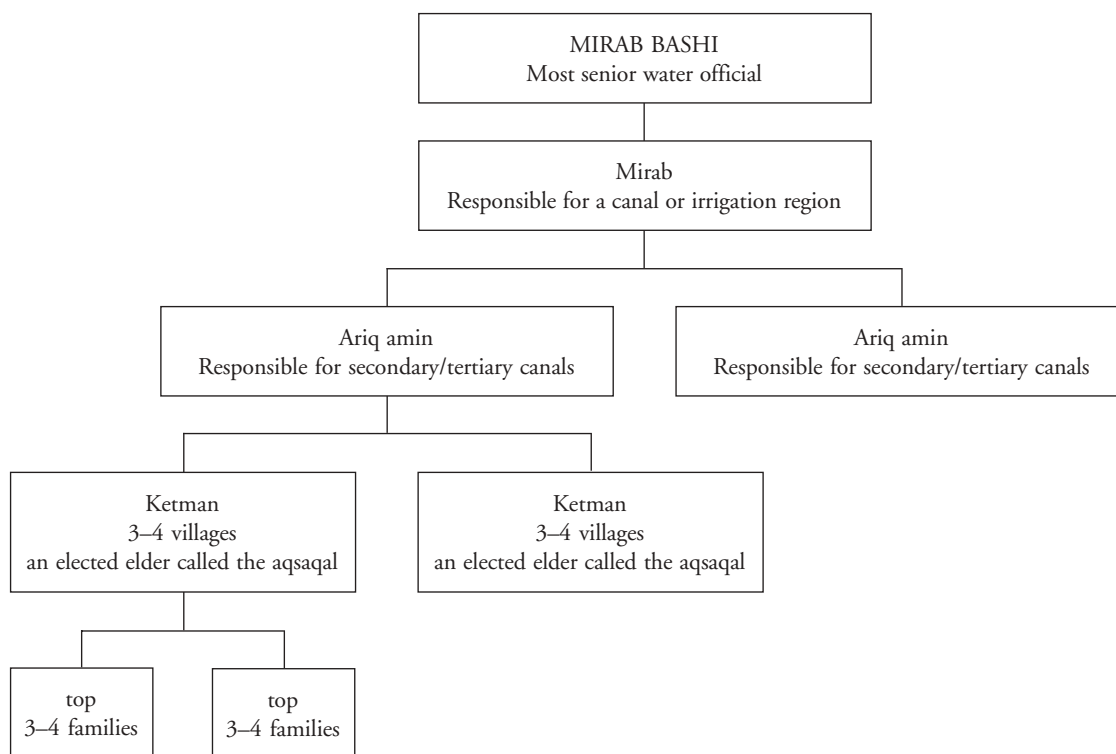 MIRAB BASHI
Most senior water official
Mirab
Responsible for a canal or irrigation region
Ariq amin
Responsible for secondary/tertiary canals
Ariq amin
Responsible for secondary/tertiary canals
Ketman
3–4 villages
an elected elder called the aqsaqal
Ketman
3–4 villages
an elected elder called the aqsaqal
top
3–4 families
top
3–4 families